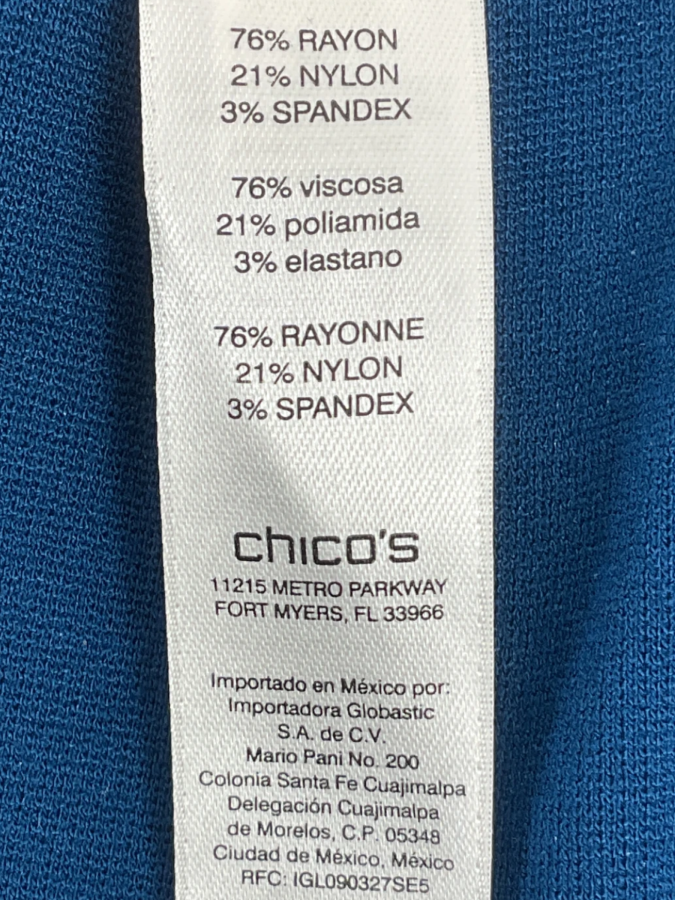 76% RAYON
21% NYLON
3% SPANDEX
76% viscosa
21% poliamida
3% elastano
76% RAYONNE
21% NYLON
3% SPANDEX
chico's
11215 METRO PARKWAY
FORT MYERS, FL 33966
Importado en México por:
Importadora Globastic
S.A. de C.V.
Mario Pani No. 200
Colonia Santa Fe Cuajimalpa
Delegación Cuajimalpa
de Morelos, C.P. 05348
Ciudad de México, México
RFC: IGL090327SE5